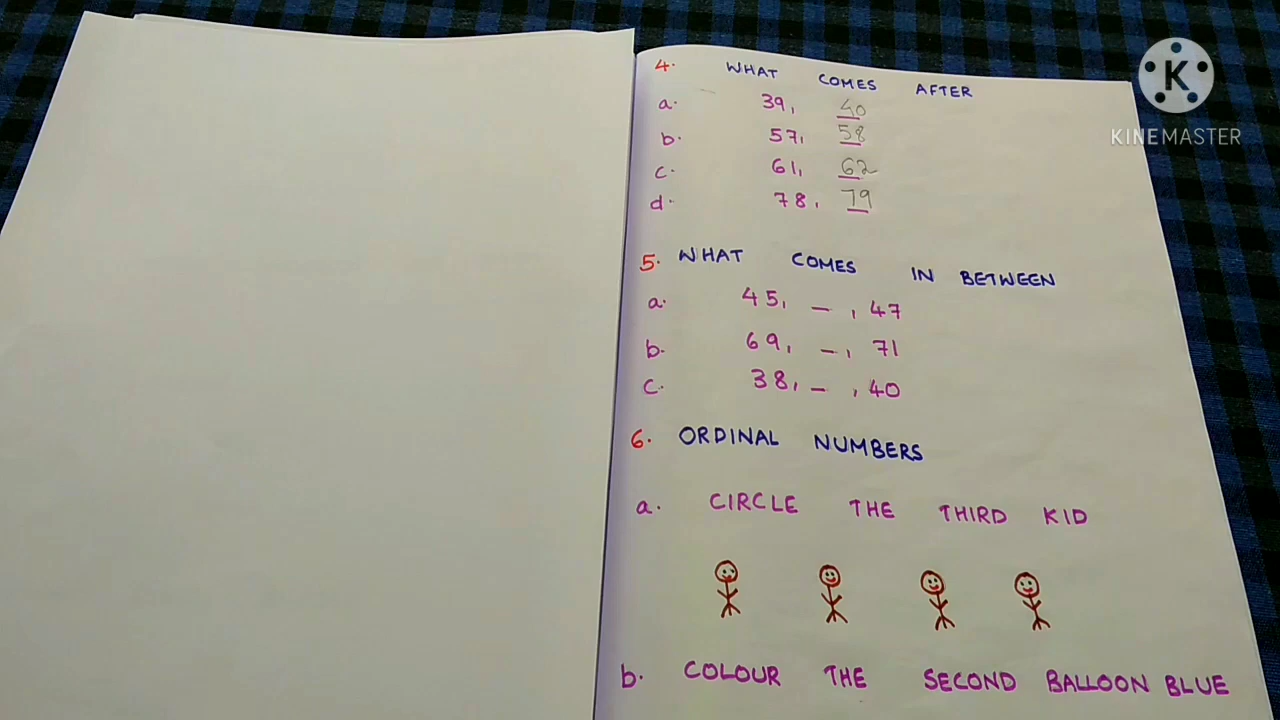 4. WHAT COMES AFTER
a. 39, 40
b. 57, 58
c. 61, 62
d. 78, 79
5. WHAT COMES IN BETWEEN
a. 45, _ , 47
b. 69, _, 71
c. 38, _ , 40
6. ORDINAL NUMBERS
a. CIRCLE THE THIRD KID
b. COLOUR THE SECOND BALLOON BLUE
K
KINEMASTER